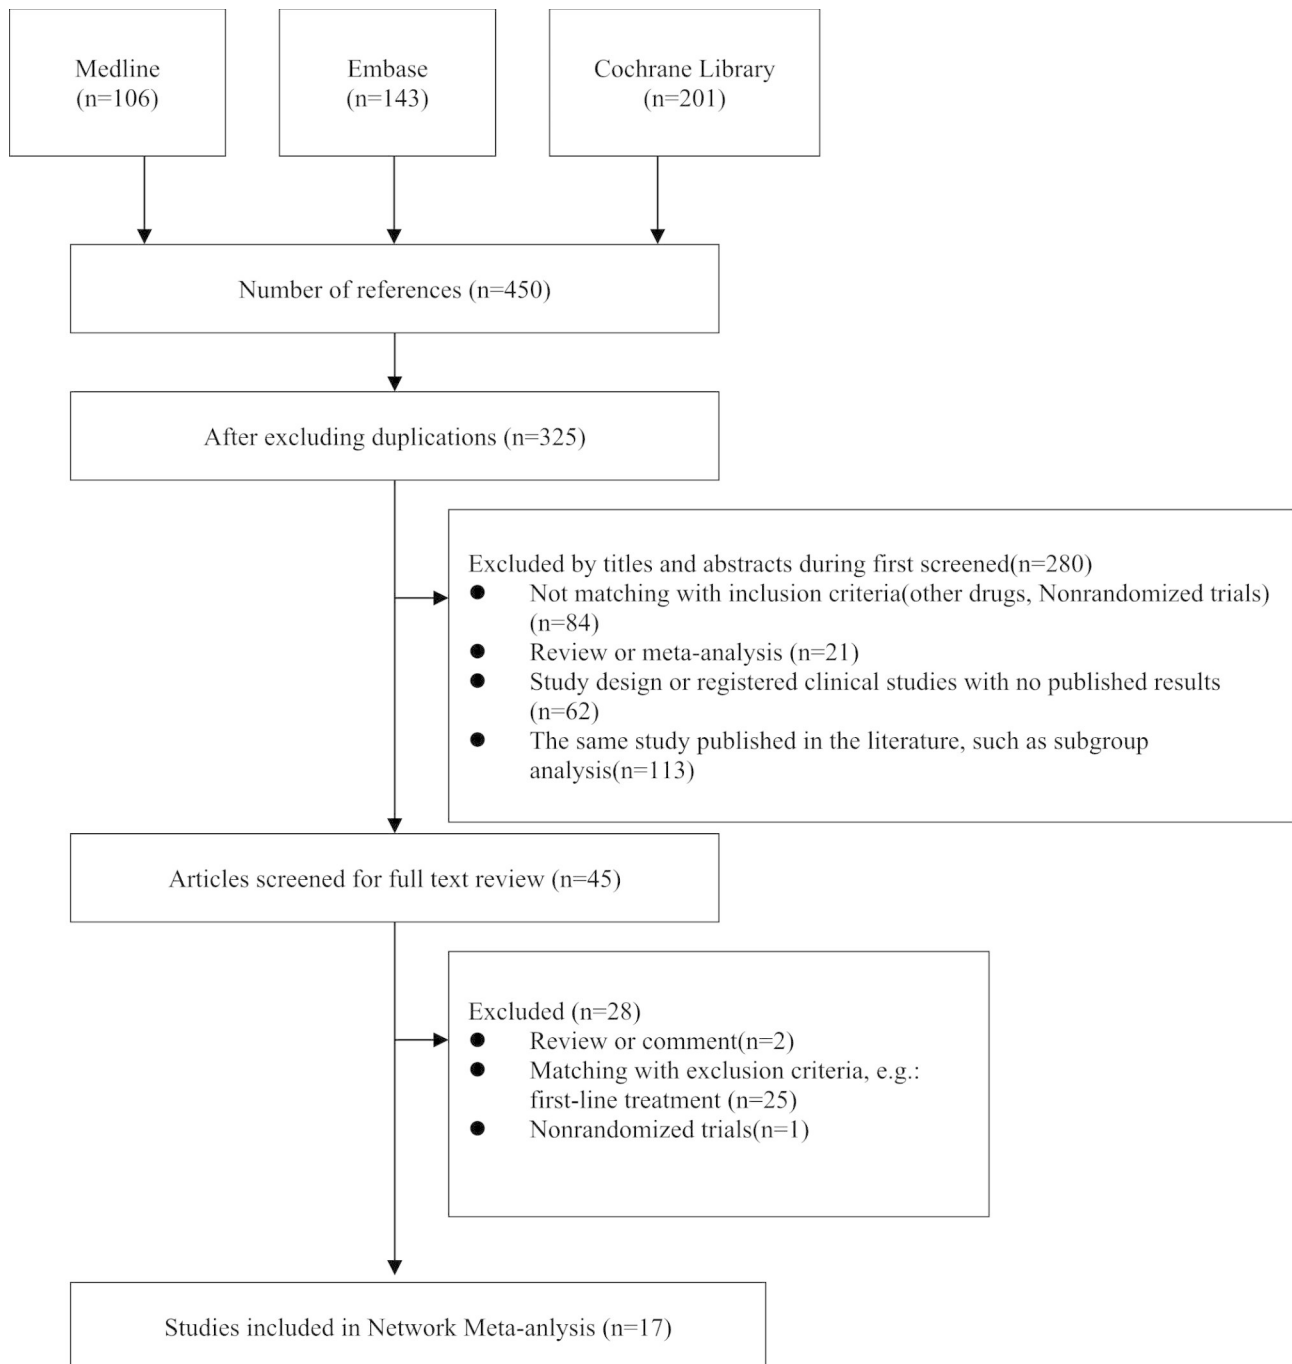 Medline
(n=106)
Embase
(n=143)
Cochrane Library
(n=201)
Number of references (n=450)
After excluding duplications (n=325)
Excluded by titles and abstracts during first screened(n=280)
● Not matching with inclusion criteria(other drugs, Nonrandomized trials)
(n=84)
● Review or meta-analysis (n=21)
● Study design or registered clinical studies with no published results
(n=62)
● The same study published in the literature, such as subgroup
analysis(n=113)
Articles screened for full text review (n=45)
Excluded (n=28)
● Review or comment(n=2)
● Matching with exclusion criteria, e.g.:
first-line treatment (n=25)
● Nonrandomized trials(n=1)
Studies included in Network Meta-anlysis (n=17)